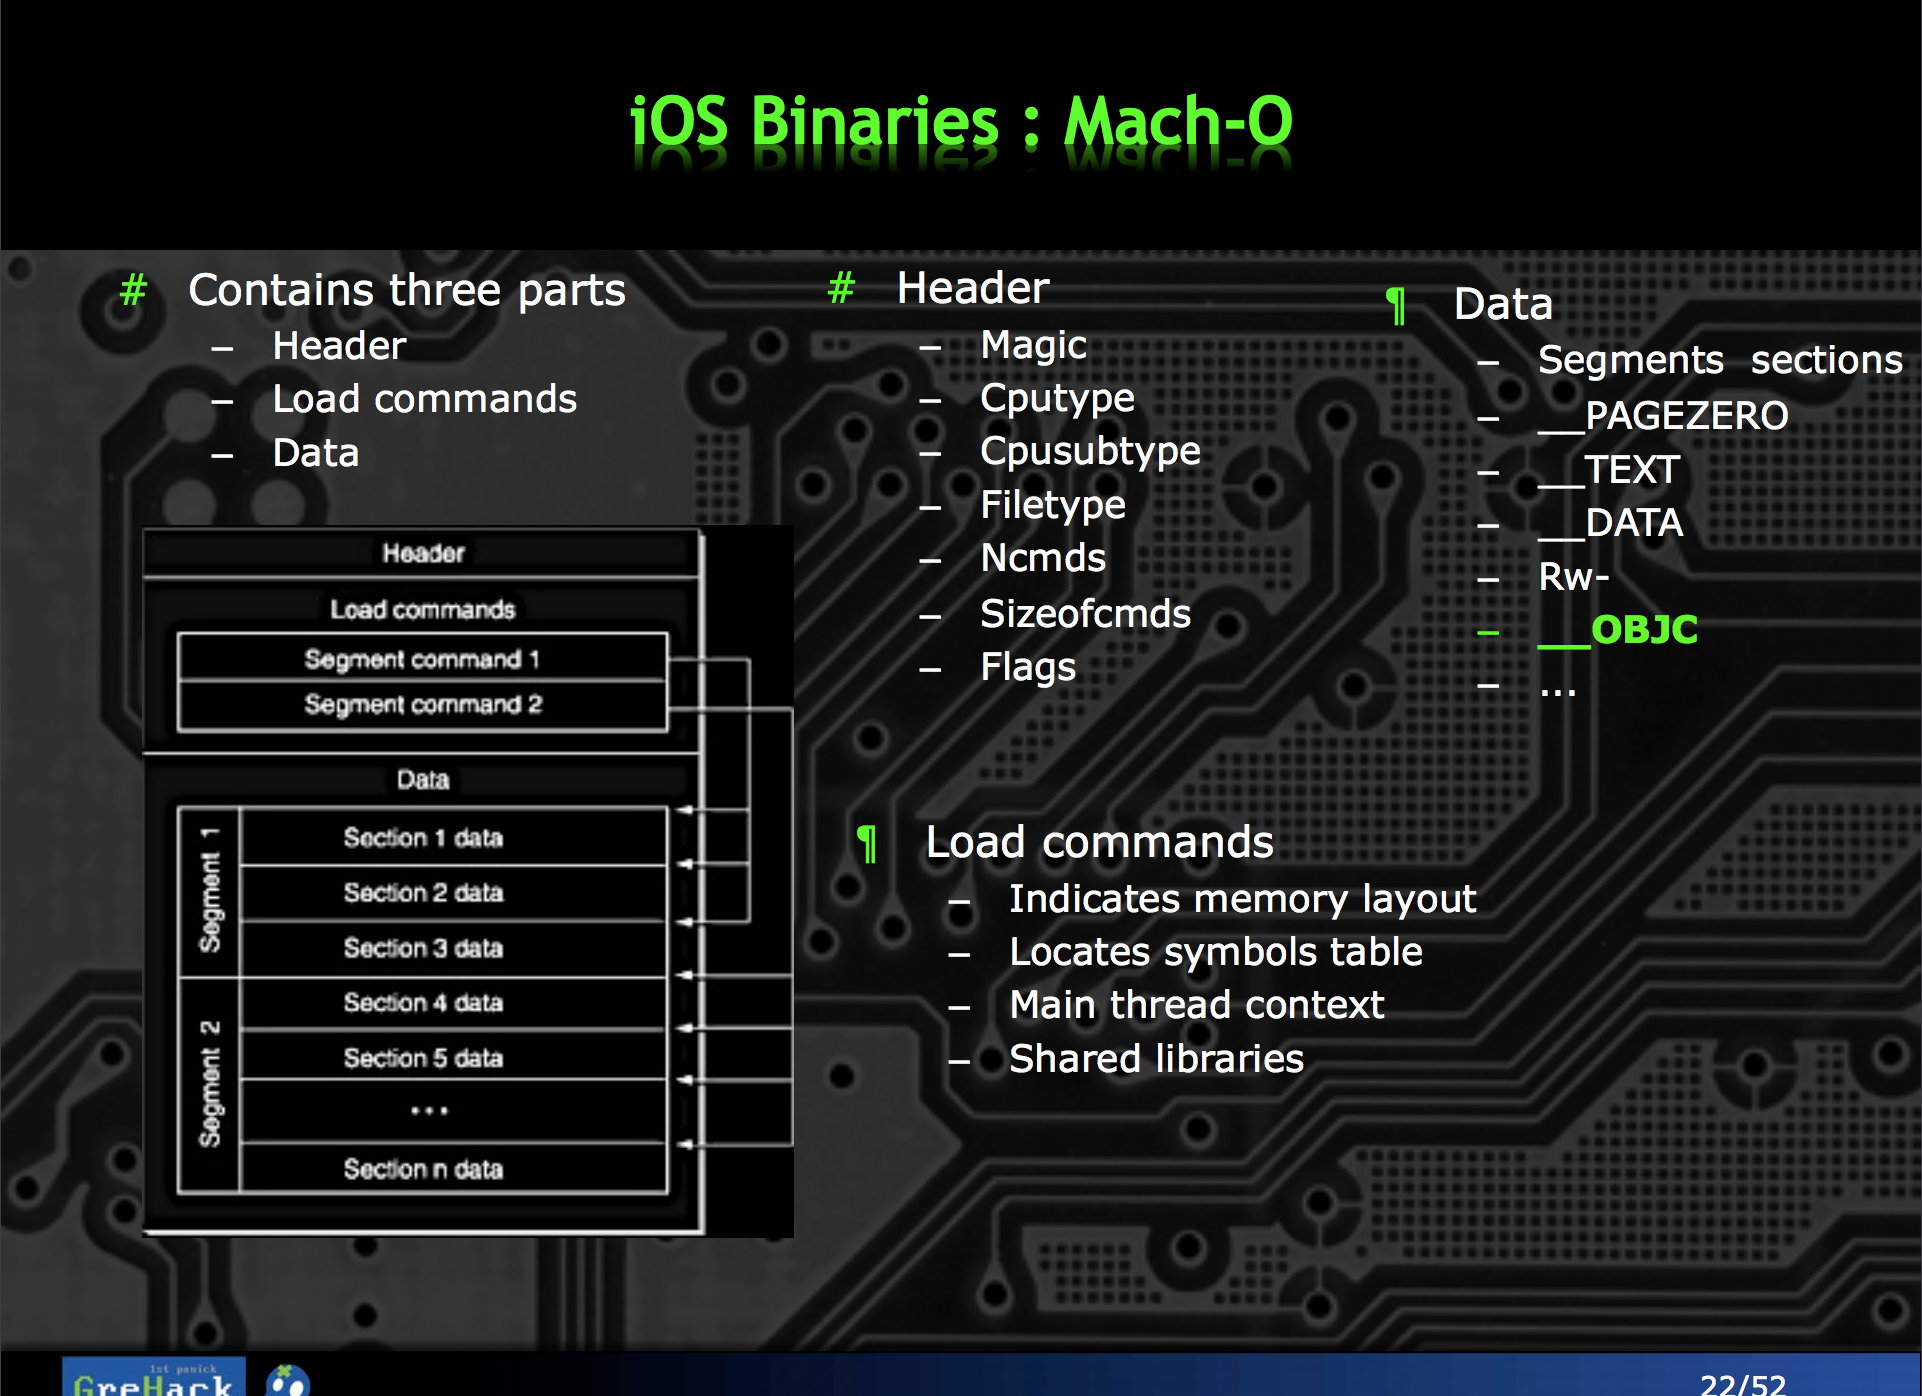 iOS Binaries : Mach-O
# Contains three parts
– Header
– Load commands
– Data
Header
Load commands
Segment command 1
Segment command 2
Data
Segment 1
Section 1 data
Section 2 data
Section 3 data
Segment 2
Section 4 data
Section 5 data
...
Section n data
# Header
– Magic
– Cputype
– Cpusubtype
– Filetype
– Ncmds
– Sizeofcmds
– Flags
¶ Load commands
– Indicates memory layout
– Locates symbols table
– Main thread context
– Shared libraries
¶ Data
– Segments sections
– __PAGEZERO
– __TEXT
– __DATA
– Rw-
– __OBJC
– ...
1st panick
GreHack
22/52